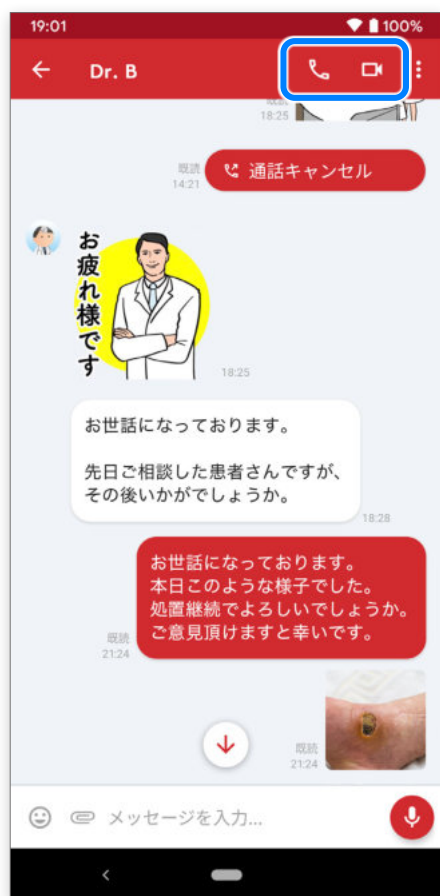 19:01
100%
Dr. B
18:25
既読
14:21
通話キャンセル
お疲れ様です
18:25
お世話になっております。
先日ご相談した患者さんですが、
その後いかがでしょうか。
18:28
お世話になっております。
本日このような様子でした。
処置継続でよろしいでしょうか。
ご意見頂けますと幸いです。
既読
21:24
既読
21:24
メッセージを入力...